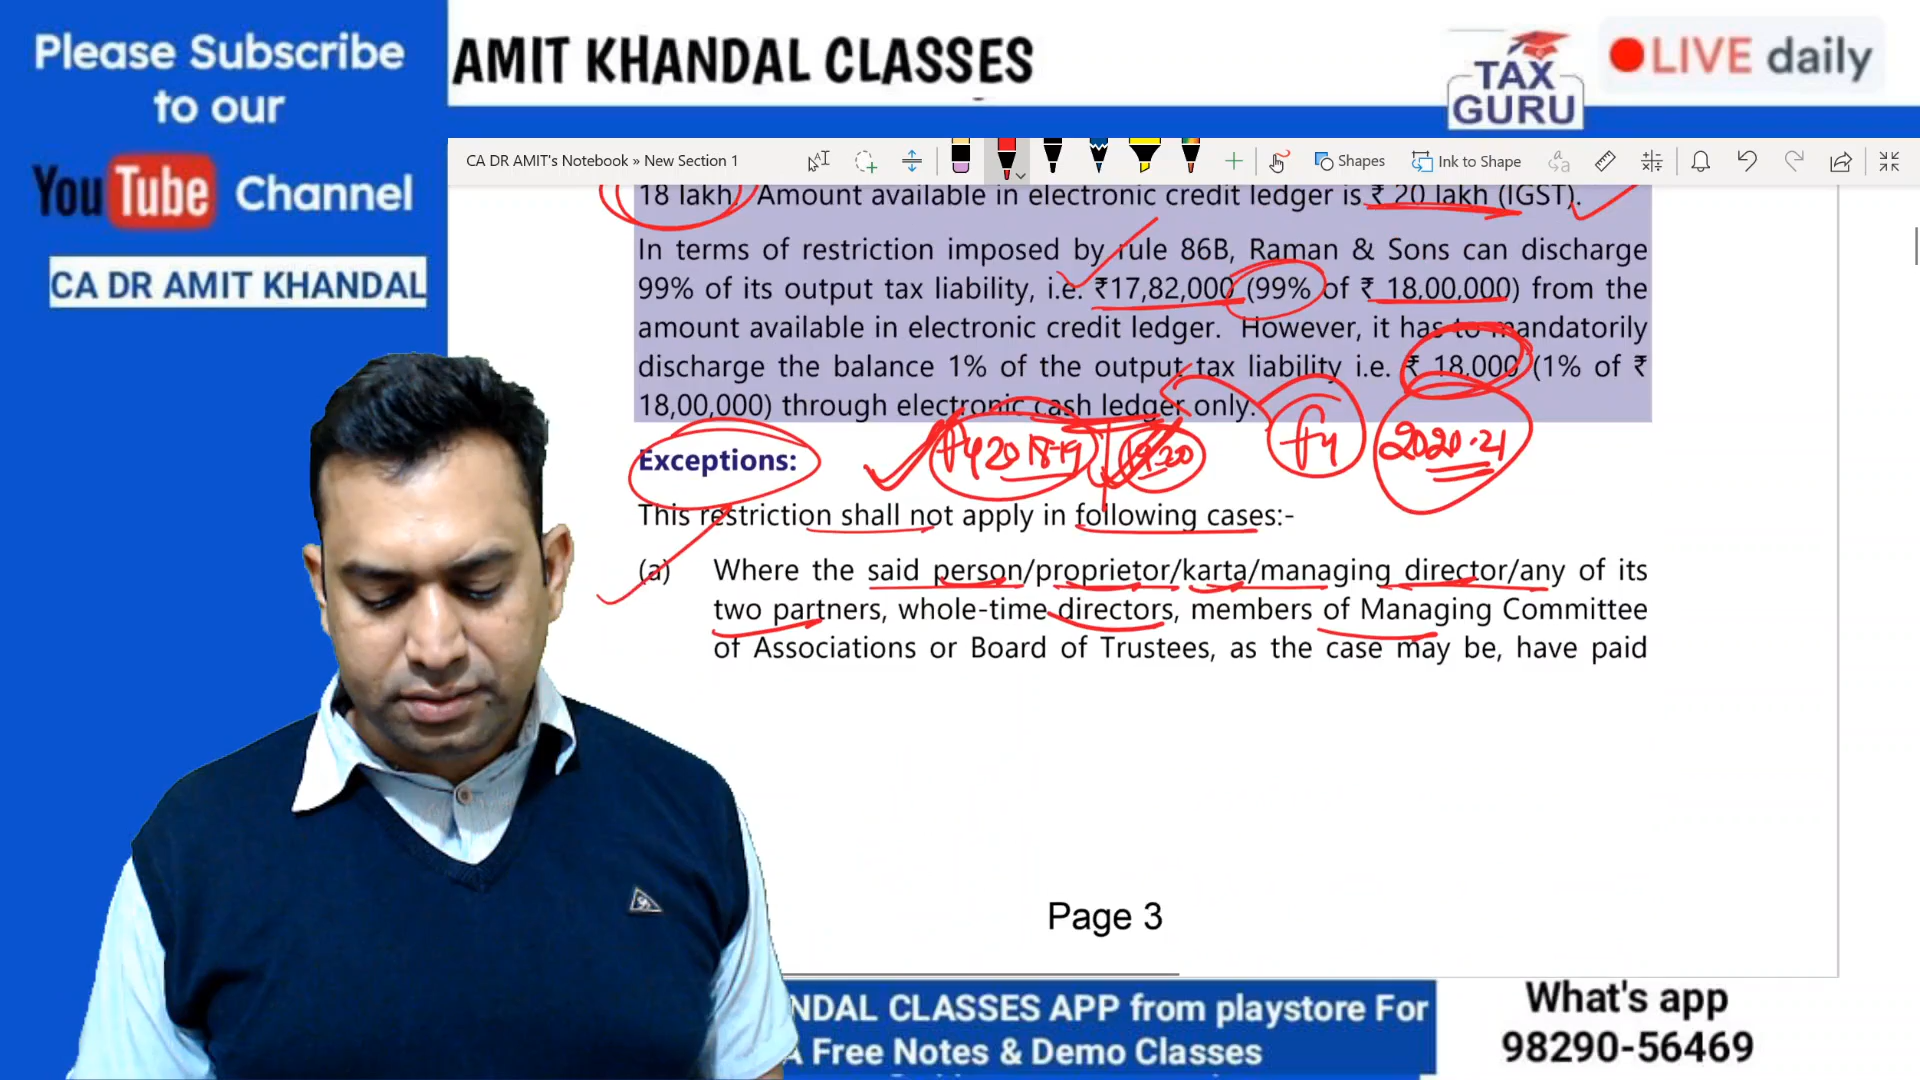 Please Subscribe
to our
YouTube Channel
CA DR AMIT KHANDAL
AMIT KHANDAL CLASSES
TAX
GURU
LIVE daily
CA DR AMIT's Notebook » New Section 1
Shapes
Ink to Shape
18 lakh. Amount available in electronic credit ledger is ₹ 20 lakh (IGST).
In terms of restriction imposed by rule 86B, Raman & Sons can discharge
99% of its output tax liability, i.e. ₹17,82,000 (99% of ₹ 18,00,000) from the
amount available in electronic credit ledger. However, it has to mandatorily
discharge the balance 1% of the output tax liability i.e. ₹ 18,000 (1% of ₹
18,00,000) through electronic cash ledger only.
Exceptions:
fy 2018-19
19-20
fy
2020-21
This restriction shall not apply in following cases:-
(a) Where the said person/proprietor/karta/managing director/any of its
two partners, whole-time directors, members of Managing Committee
of Associations or Board of Trustees, as the case may be, have paid
Page 3
NDAL CLASSES APP from playstore For
A Free Notes & Demo Classes
What's app
98290-56469